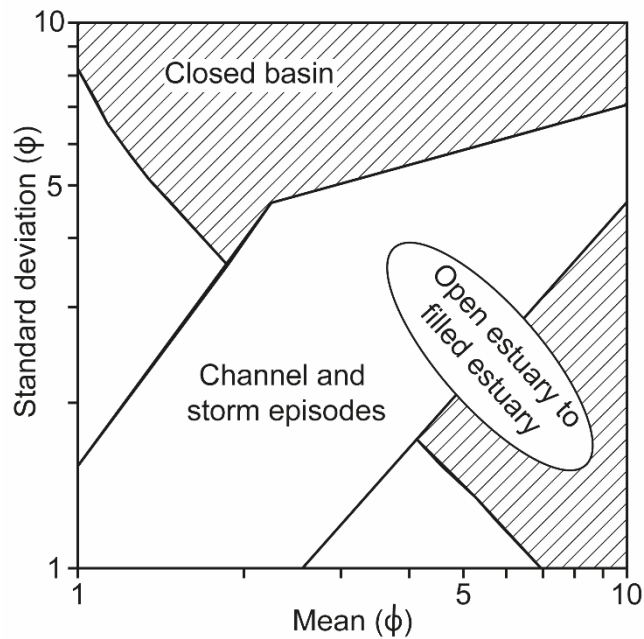 10
5
1
Standard deviation (ϕ)
Closed basin
Open estuary to
filled estuary
Channel and
storm episodes
1
5
10
Mean (ϕ)